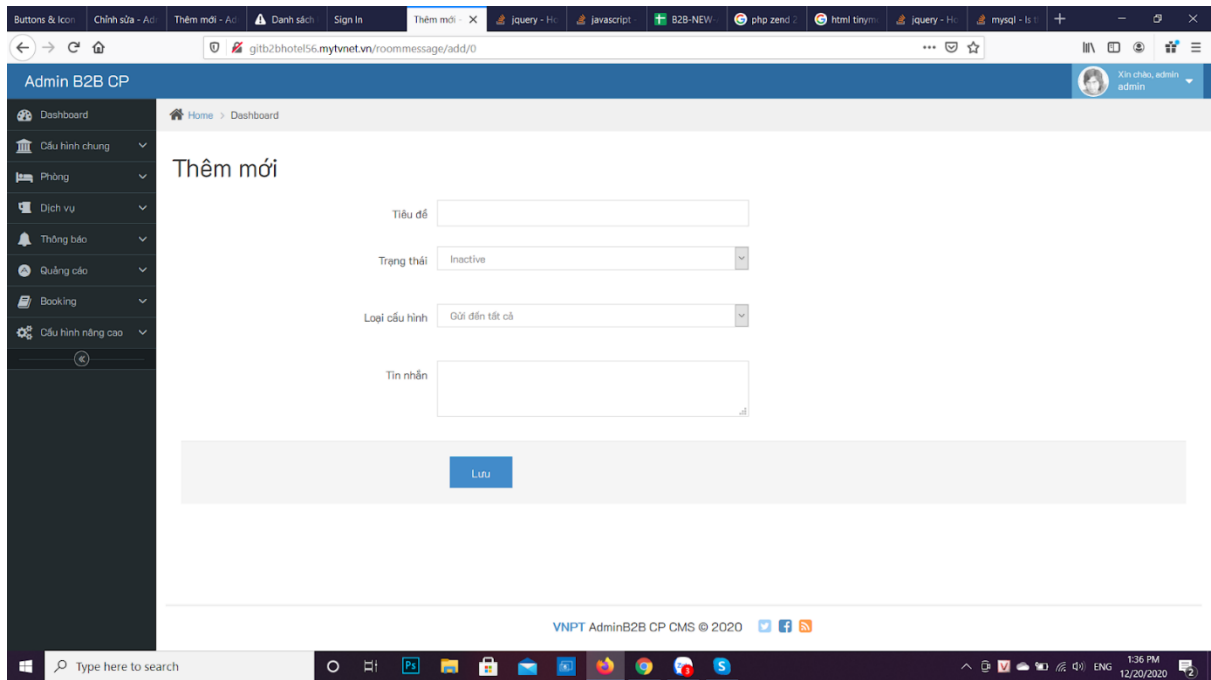 Buttons & Icon Chỉnh sửa - Adr Thêm mới - Ad Danh sách Sign In Thêm mới - jquery - Ho javascript - B2B-NEW- php zend 2 html tinym jquery - Ho mysql - Is t
gitb2bhotel56.mytvnet.vn/roommessage/add/0
Admin B2B CP
Xin chào, admin
admin
Dashboard
Home > Dashboard
Cấu hình chung
Thêm mới
Phòng
Dịch vụ
Tiêu đề
Thông báo
Trạng thái Inactive
Quảng cáo
Booking
Loại cấu hình Gửi đến tất cả
Cấu hình nâng cao
Tin nhắn
Lưu
VNPT AdminB2B CP CMS © 2020
Type here to search
ENG
1:36 PM
12/20/2020